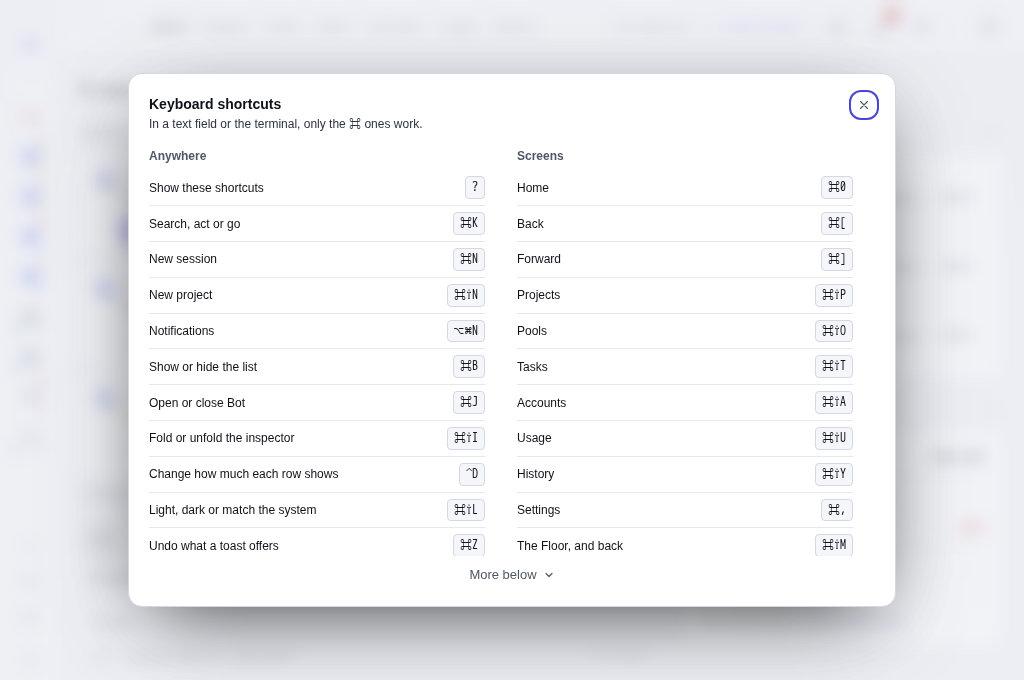 Keyboard shortcuts
In a text field or the terminal, only the ⌘ ones work.
Anywhere
Show these shortcuts ?
Search, act or go ⌘K
New session ⌘N
New project ⌘⇧N
Notifications ⌥⌘N
Show or hide the list ⌘B
Open or close Bot ⌘J
Fold or unfold the inspector ⌘⇧I
Change how much each row shows ^D
Light, dark or match the system ⌘⇧L
Undo what a toast offers ⌘Z
Screens
Home ⌘0
Back ⌘[
Forward ⌘]
Projects ⌘⇧P
Pools ⌘⇧O
Tasks ⌘⇧T
Accounts ⌘⇧A
Usage ⌘⇧U
History ⌘⇧Y
Settings ⌘,
The Floor, and back ⌘⇧M
More below